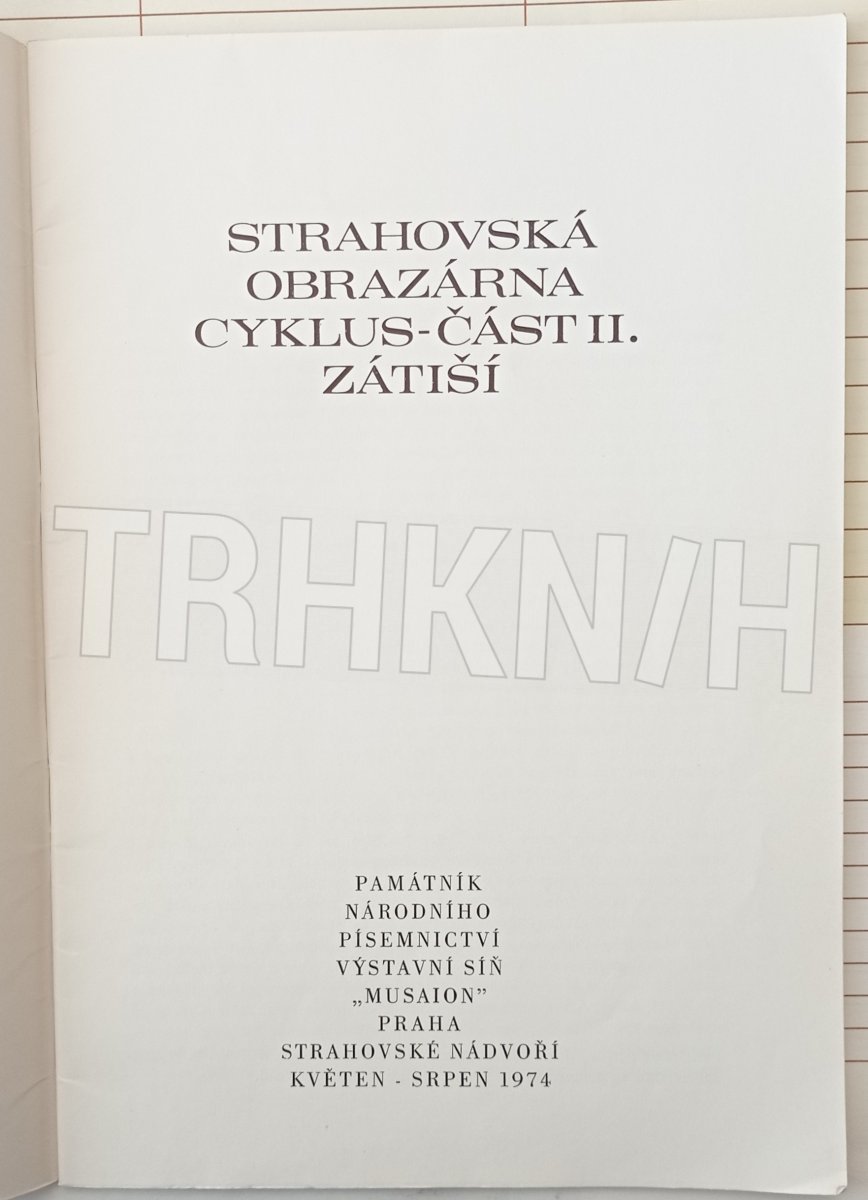 STRAHOVSKÁ
OBRAZÁRNA
CYKLUS-ČÁST II.
ZÁTIŠÍ
TRHKN/H
PAMÁTNÍK
NÁRODNÍHO
PÍSEMNICTVÍ
VÝSTAVNÍ SÍŇ
„MUSAION”
PRAHA
STRAHOVSKÉ NÁDVOŘÍ
KVĚTEN - SRPEN 1974